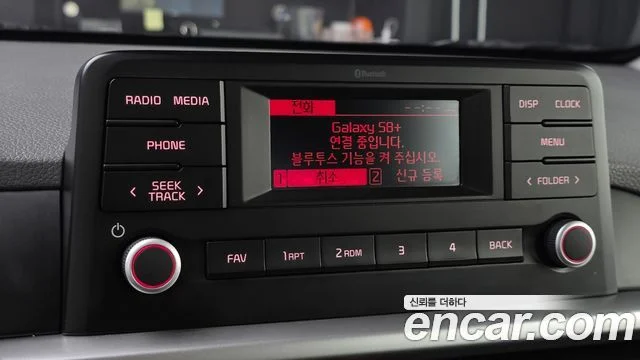 Bluetooth
RADIO MEDIA
전화
--:--
DISP CLOCK
Galaxy S8+
연결 중입니다.
블루투스 기능을 켜 주십시오.
PHONE
MENU
< SEEK TRACK >
1 취소 2 신규 등록
< FOLDER >
FAV 1 RPT 2 RDM 3 4 BACK
신뢰를 더하다
encar.com